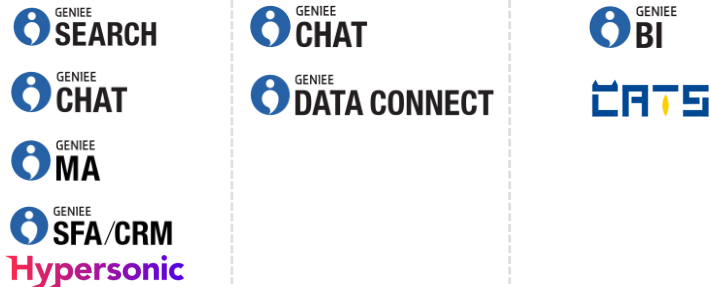 GENIEE
SEARCH
GENIEE
CHAT
GENIEE
MA
GENIEE
SFA/CRM
Hypersonic
GENIEE
CHAT
GENIEE
DATA CONNECT
GENIEE
BI
CATS